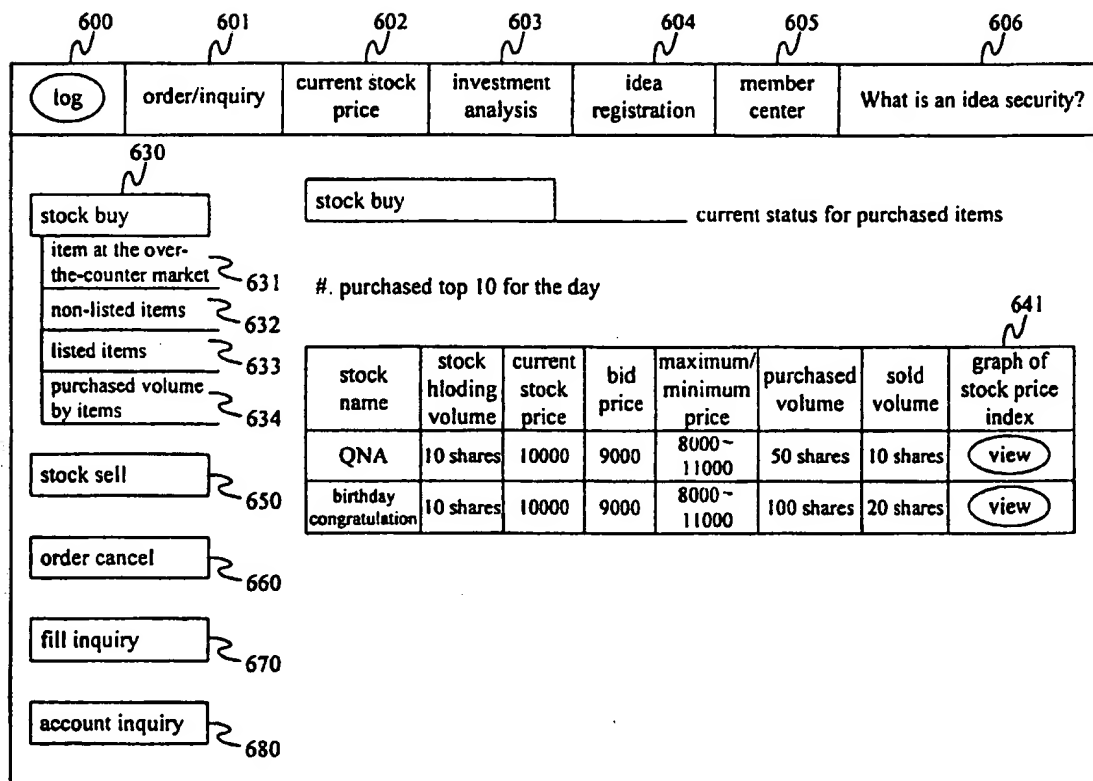 600 601 602 603 604 605 606
log order/inquiry current stock price investment analysis idea registration member center What is an idea security?
630
stock buy
item at the over-
the-counter market
631
non-listed items
632
listed items
633
purchased volume
by items
634
stock sell
650
order cancel
660
fill inquiry
670
account inquiry
680
stock buy
current status for purchased items
#. purchased top 10 for the day
641
stock name stock hloding volume current stock price bid price maximum/ minimum price purchased volume sold volume graph of stock price index
QNA 10 shares 10000 9000 8000~ 11000 50 shares 10 shares view
birthday congratulation 10 shares 10000 9000 8000~ 11000 100 shares 20 shares view